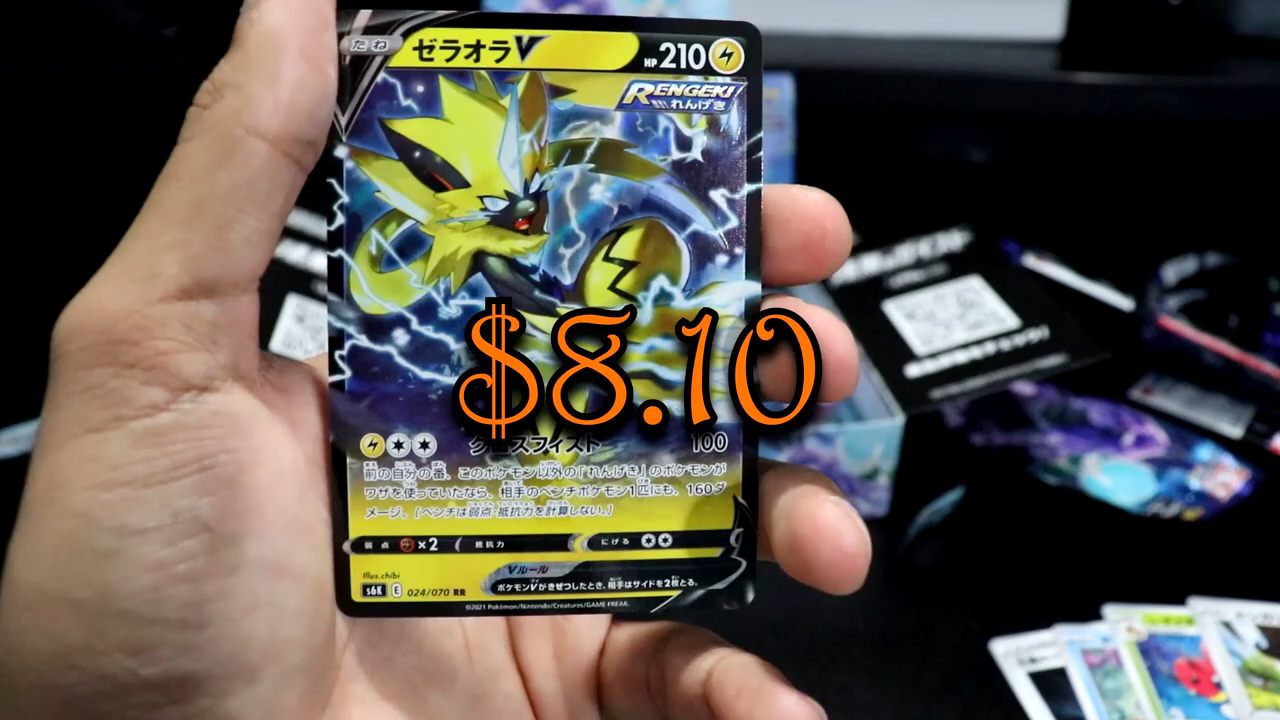 たね ゼラオラV HP 210
RENGEKI
れんげき
$8.10
スフィスト 100
前の自分の番、このポケモン以外の「れんげき」のポケモンが
ワザを使っていたなら、相手のベンチポケモン1匹にも、160ダ
メージ。[ベンチは弱点・抵抗力を計算しない。]
弱点 ×2 抵抗力 にげる
Vルール
ポケモンVがきぜつしたとき、相手はサイドを2枚とる。
Illus.chibi
s6K E 024/070 RR
©2021 Pokémon/Nintendo/Creatures/GAME FREAK.